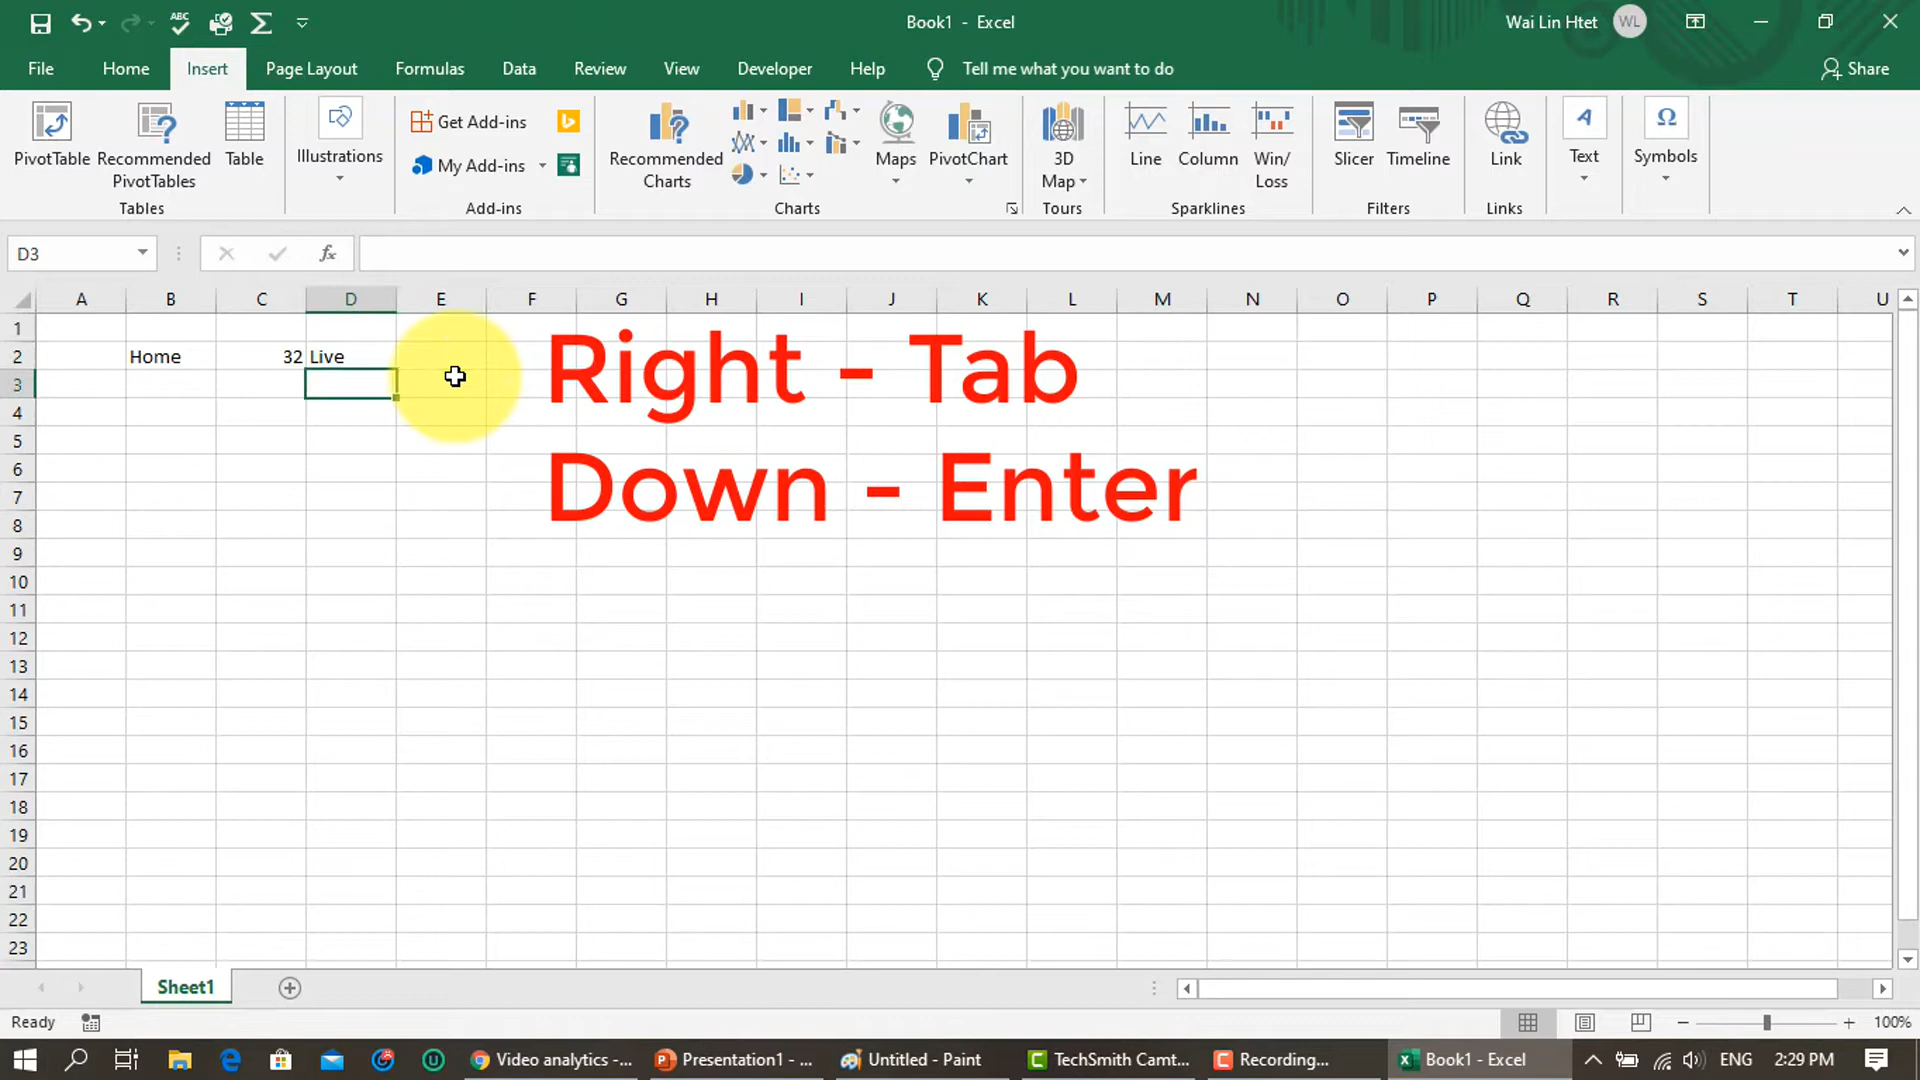 Book1 - Excel
Wai Lin Htet
WL
File
Home
Insert
Page Layout
Formulas
Data
Review
View
Developer
Help
Tell me what you want to do
Share
PivotTable
Recommended PivotTables
Table
Tables
Illustrations
Get Add-ins
My Add-ins
Add-ins
Recommended Charts
Maps
PivotChart
Charts
3D Map
Tours
Line
Column
Win/ Loss
Sparklines
Slicer
Timeline
Filters
Link
Links
Text
Symbols
D3
fx
A B C D E F G H I J K L M N O P Q R S T U
1
2 Home 32 Live
3
4
5
6
7
8
9
10
11
12
13
14
15
16
17
18
19
20
21
22
23
Right - Tab
Down - Enter
Sheet1
Ready
100%
Video analytics -...
Presentation1 - ...
Untitled - Paint
TechSmith Camt...
Recording...
Book1 - Excel
ENG
2:29 PM